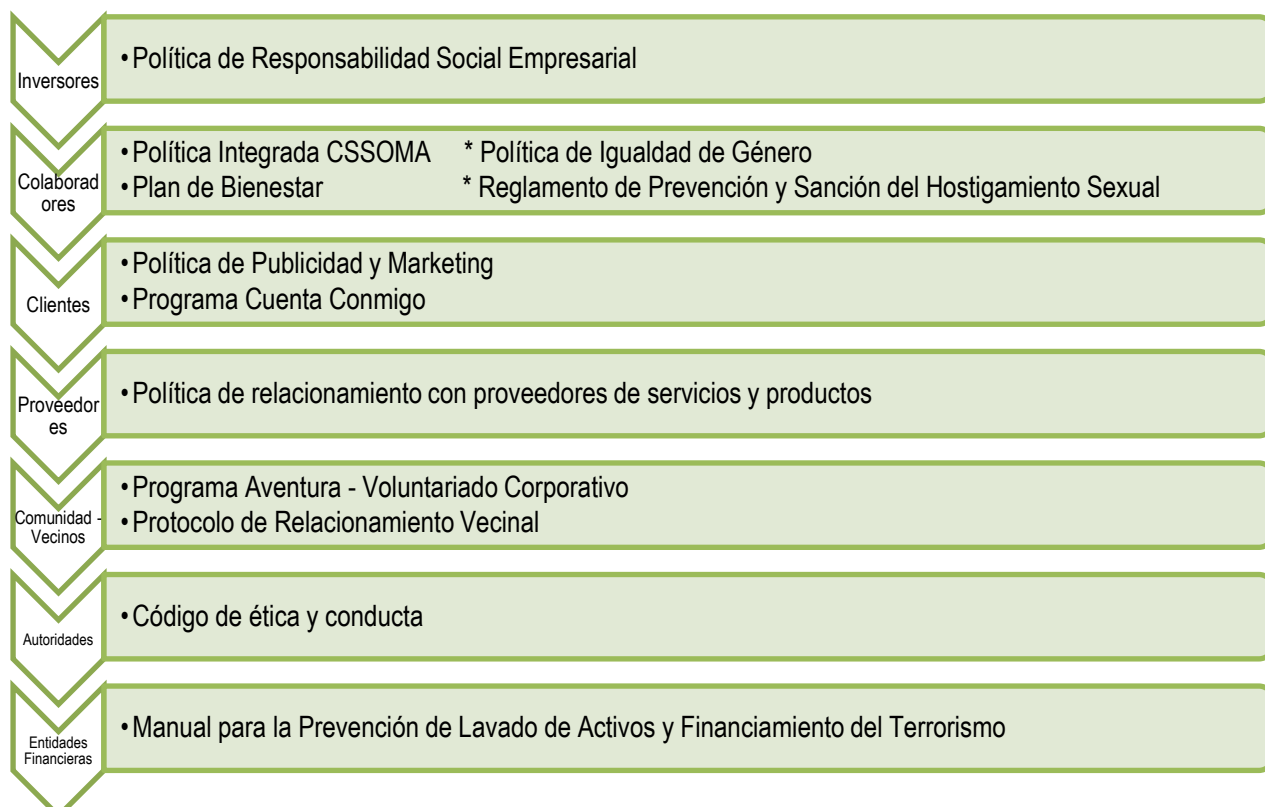 Inversores
•Política de Responsabilidad Social Empresarial
Colaborad
ores
•Política Integrada CSSOMA * Política de Igualdad de Género
•Plan de Bienestar * Reglamento de Prevención y Sanción del Hostigamiento Sexual
Clientes
•Política de Publicidad y Marketing
•Programa Cuenta Conmigo
Proveedor
es
•Política de relacionamiento con proveedores de servicios y productos
Comunidad -
Vecinos
•Programa Aventura - Voluntariado Corporativo
•Protocolo de Relacionamiento Vecinal
Autoridades
•Código de ética y conducta
Entidades
Financieras
•Manual para la Prevención de Lavado de Activos y Financiamiento del Terrorismo